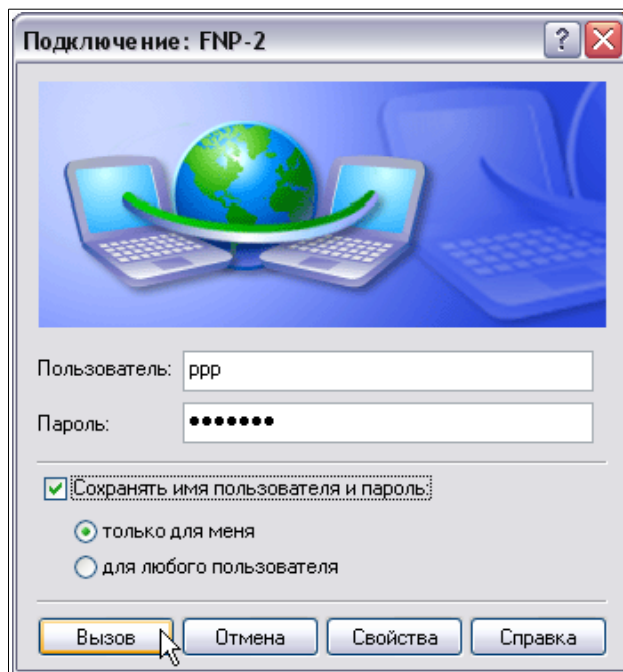 Подключение: FNP-2
Пользователь: ppp
Пароль: •••••••
Сохранять имя пользователя и пароль:
только для меня
для любого пользователя
Вызов Отмена Свойства Справка